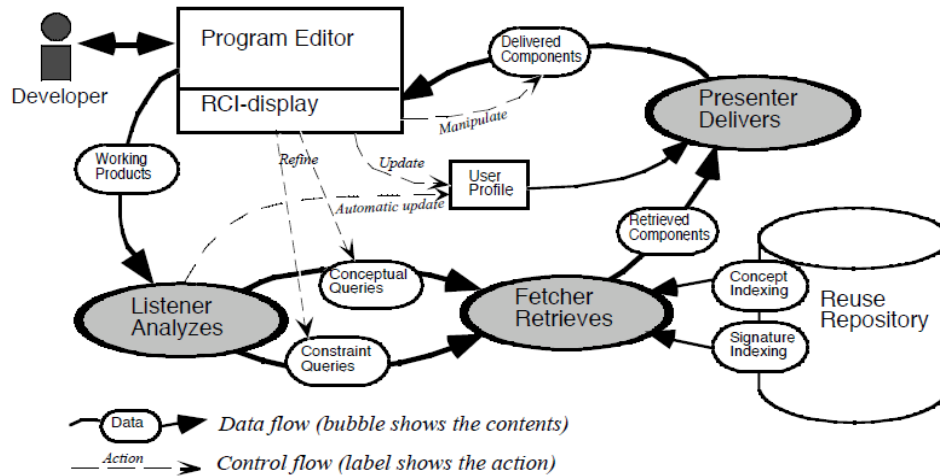 Program Editor
RCI-display
Developer
Delivered
Components
Presenter
Delivers
Manipulate
Refine
Update
Working
Products
User
Profile
Automatic update
Retrieved
Components
Conceptual
Queries
Listener
Analyzes
Fetcher
Retrieves
Concept
Indexing
Reuse
Repository
Constraint
Queries
Signature
Indexing
Data
Data flow (bubble shows the contents)
Action
Control flow (label shows the action)